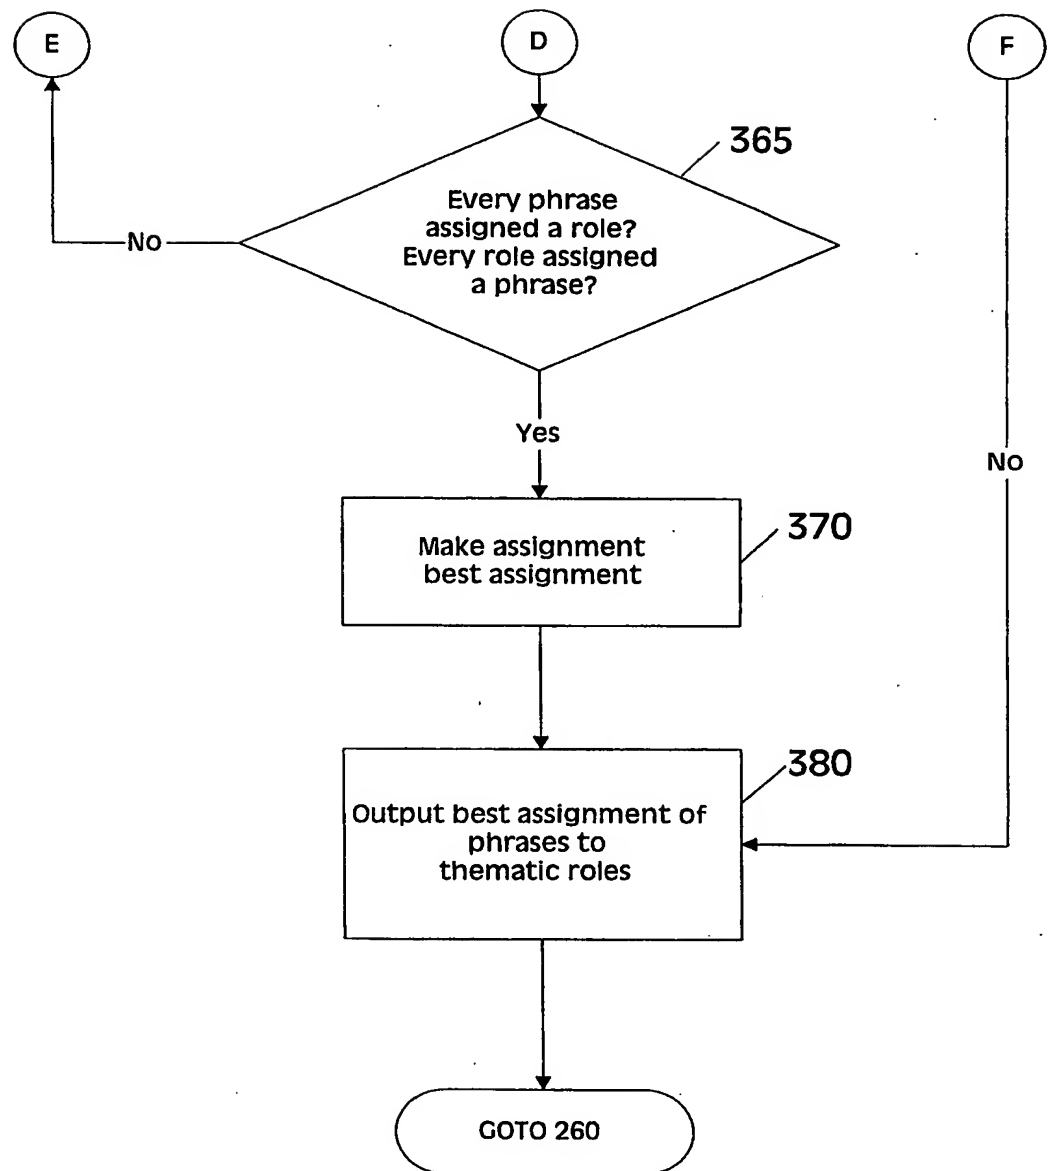 E
D
F
365
Every phrase
assigned a role?
Every role assigned
a phrase?
No
Yes
No
370
Make assignment
best assignment
380
Output best assignment of
phrases to
thematic roles
GOTO 260